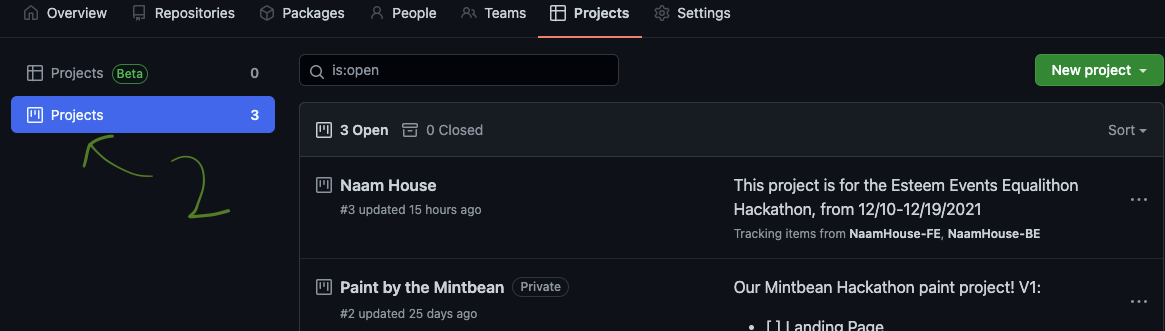 Overview Repositories Packages People Teams Projects Settings
Projects Beta 0
Projects 3
2
is:open
New project
3 Open 0 Closed Sort
Naam House
#3 updated 15 hours ago
This project is for the Esteem Events Equalithon
Hackathon, from 12/10-12/19/2021
Tracking items from NaamHouse-FE, NaamHouse-BE
Paint by the Mintbean Private
#2 updated 25 days ago
Our Mintbean Hackathon paint project! V1:
• [ ] Landing Page